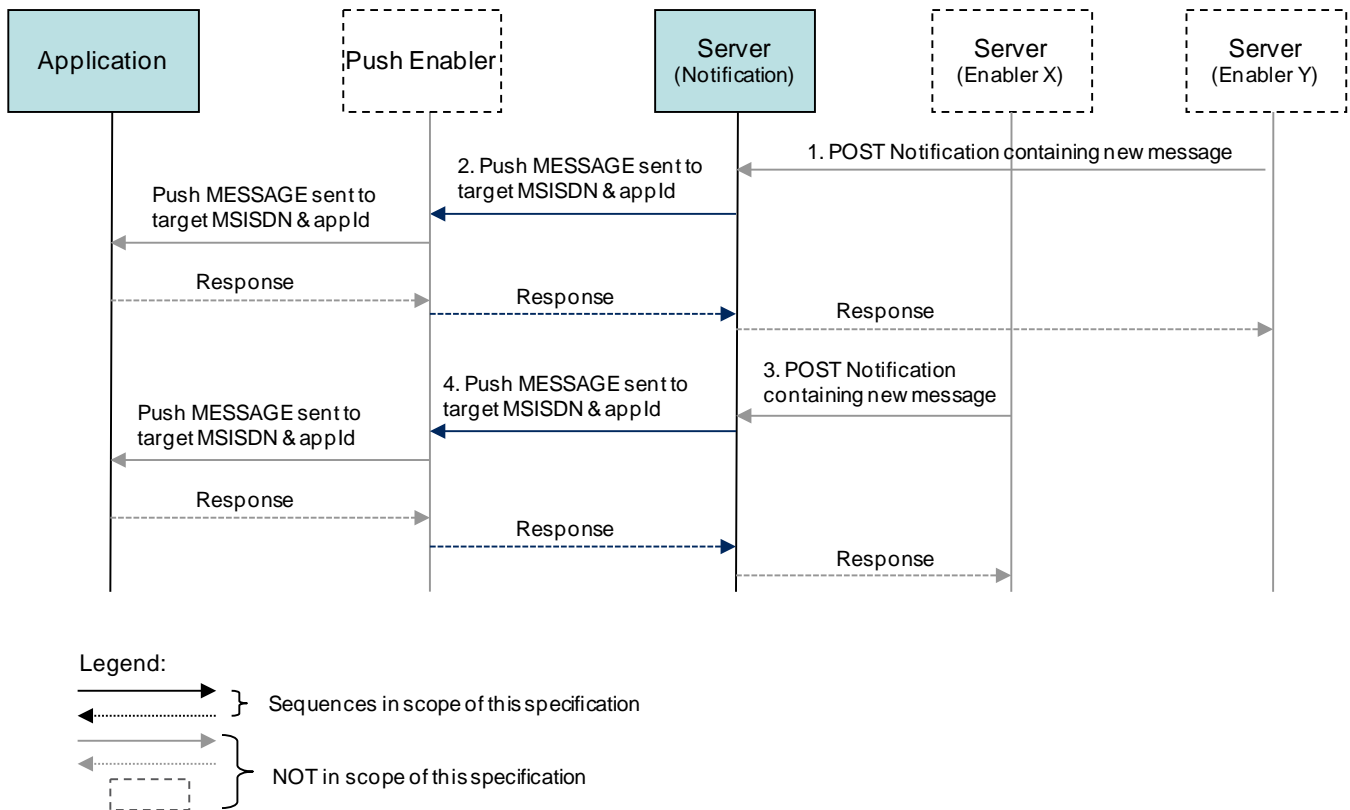 Application
Push Enabler
Server
(Notification)
Server
(Enabler X)
Server
(Enabler Y)
1. POST Notification containing new message
2. Push MESSAGE sent to
target MSISDN & appId
Push MESSAGE sent to
target MSISDN & appId
Response
Response
Response
3. POST Notification
containing new message
4. Push MESSAGE sent to
target MSISDN & appId
Push MESSAGE sent to
target MSISDN & appId
Response
Response
Response
Legend:
Sequences in scope of this specification
NOT in scope of this specification